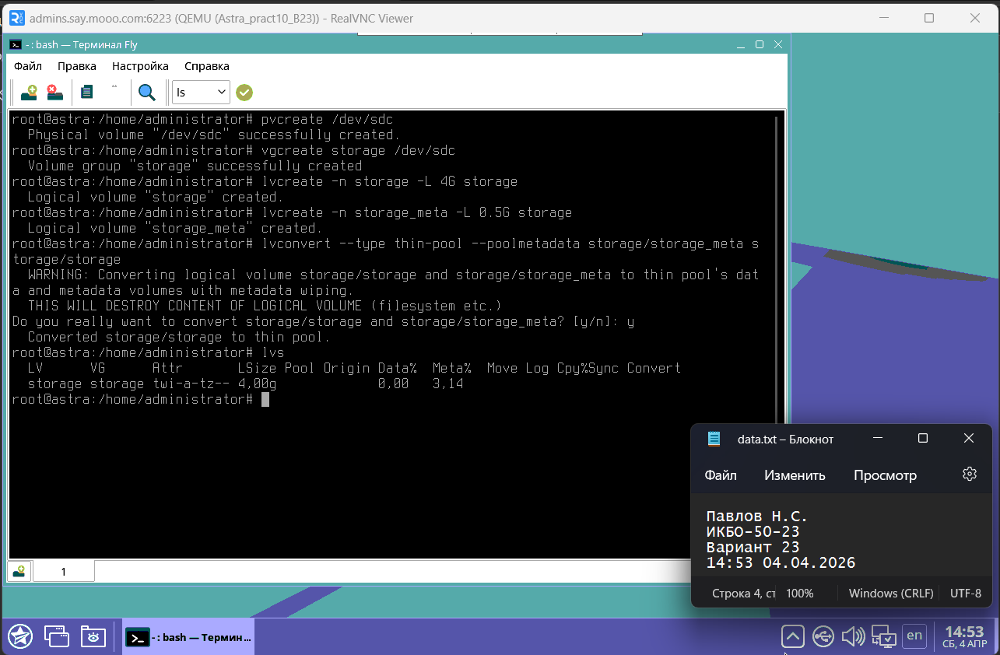 admins.say.mooo.com:6223 (QEMU (Astra_pract10_B23)) - RealVNC Viewer
- : bash — Терминал Fly
Файл Правка Настройка Справка
ls
root@astra:/home/administrator# pvcreate /dev/sdc
  Physical volume "/dev/sdc" successfully created.
root@astra:/home/administrator# vgcreate storage /dev/sdc
  Volume group "storage" successfully created
root@astra:/home/administrator# lvcreate -n storage -L 4G storage
  Logical volume "storage" created.
root@astra:/home/administrator# lvcreate -n storage_meta -L 0.5G storage
  Logical volume "storage_meta" created.
root@astra:/home/administrator# lvconvert --type thin-pool --poolmetadata storage/storage_meta s
torage/storage
  WARNING: Converting logical volume storage/storage and storage/storage_meta to thin pool's dat
a and metadata volumes with metadata wiping.
  THIS WILL DESTROY CONTENT OF LOGICAL VOLUME (filesystem etc.)
Do you really want to convert storage/storage and storage/storage_meta? [y/n]: y
  Converted storage/storage to thin pool.
root@astra:/home/administrator# lvs
  LV      VG      Attr       LSize Pool Origin Data%  Meta%  Move Log Cpy%Sync Convert
  storage storage twi-a-tz-- 4,00g             0,00   3,14
root@astra:/home/administrator#
1
data.txt – Блокнот
Файл Изменить Просмотр
Павлов Н.С.
ИКБО-50-23
Вариант 23
14:53 04.04.2026
Строка 4, ст 100% Windows (CRLF) UTF-8
- : bash — Термин...
en
14:53
СБ, 4 АПР